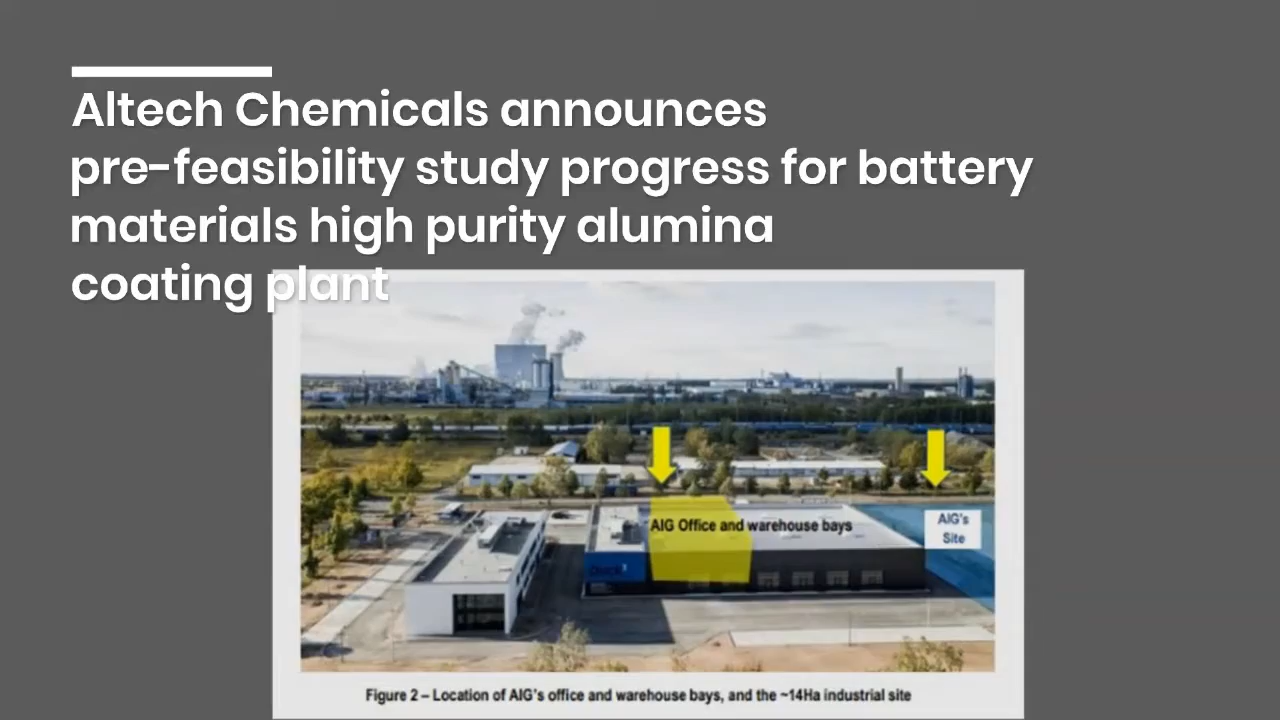 Altech Chemicals announces
pre-feasibility study progress for battery
materials high purity alumina
coating plant
AIG Office and warehouse bays
AIG's
Site
Figure 2 – Location of AIG's office and warehouse bays, and the ~14Ha industrial site